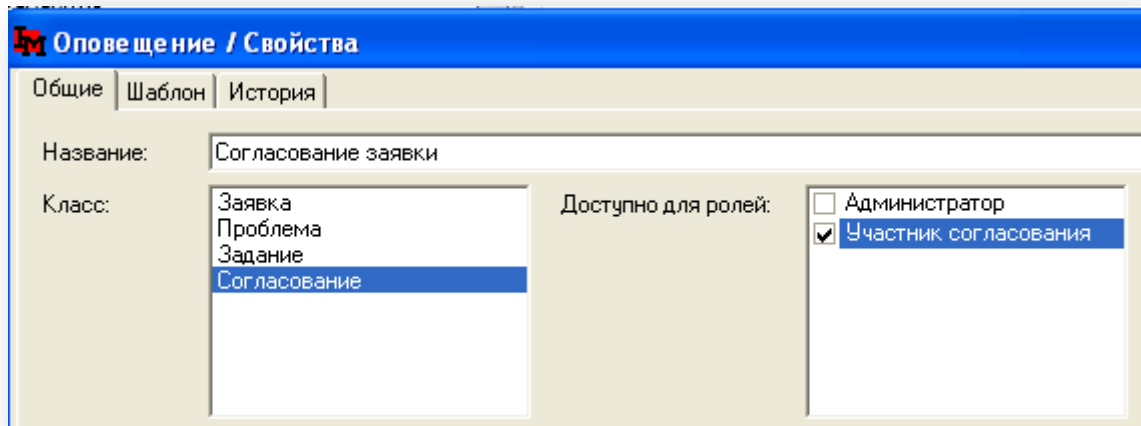 IM Оповещение / Свойства
Общие Шаблон История
Название: Согласование заявки
Класс: Заявка Доступно для ролей: Администратор
Проблема Участник согласования
Задание
Согласование